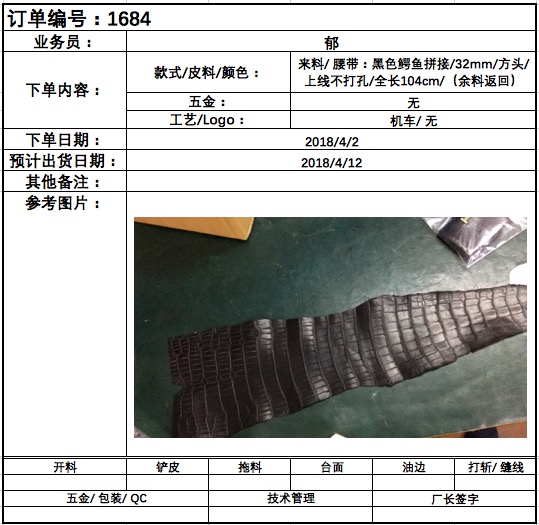 订单编号：1684
业务员： 郁
下单内容： 款式/皮料/颜色： 来料/ 腰带：黑色鳄鱼拼接/32mm/方头/
上线不打孔/全长104cm/（余料返回）
五金： 无
工艺/Logo： 机车/ 无
下单日期： 2018/4/2
预计出货日期： 2018/4/12
其他备注：
参考图片：
开料 铲皮 拖料 台面 油边 打斩/ 缝线
五金/ 包装/ QC 技术管理 厂长签字